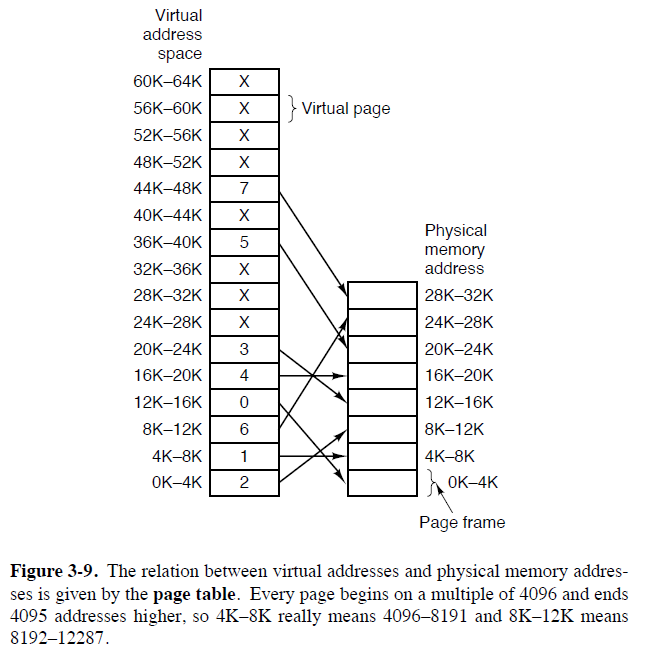 Virtual
address
space
60K–64K X
56K–60K X Virtual page
52K–56K X
48K–52K X
44K–48K 7
40K–44K X
36K–40K 5
32K–36K X
28K–32K X
24K–28K X
20K–24K 3
16K–20K 4
12K–16K 0
8K–12K 6
4K–8K 1
0K–4K 2
Physical
memory
address
28K–32K
24K–28K
20K–24K
16K–20K
12K–16K
8K–12K
4K–8K
0K–4K
Page frame
Figure 3-9. The relation between virtual addresses and physical memory addres-
ses is given by the page table. Every page begins on a multiple of 4096 and ends
4095 addresses higher, so 4K–8K really means 4096–8191 and 8K–12K means
8192–12287.